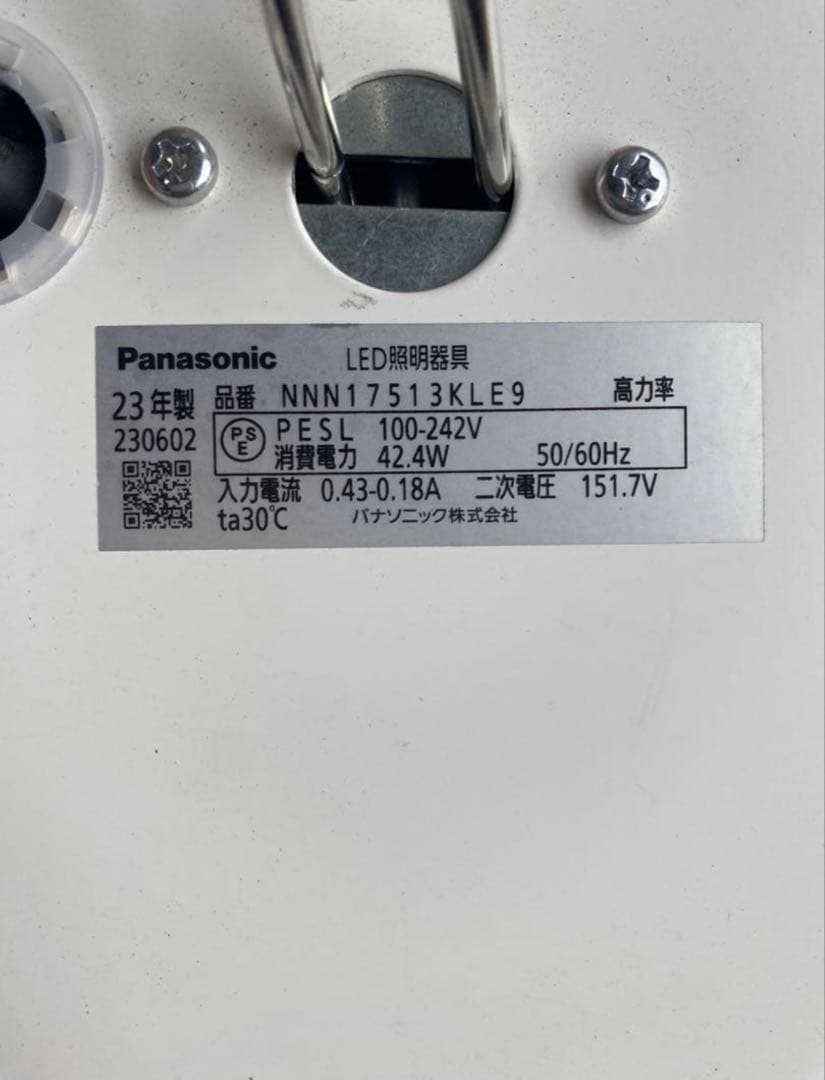 Panasonic LED照明器具
23年製 品番 NNN17513KLE9 高力率
230602 PSE PESL 100-242V
消費電力 42.4W 50/60Hz
入力電流 0.43-0.18A 二次電圧 151.7V
ta30℃ パナソニック株式会社